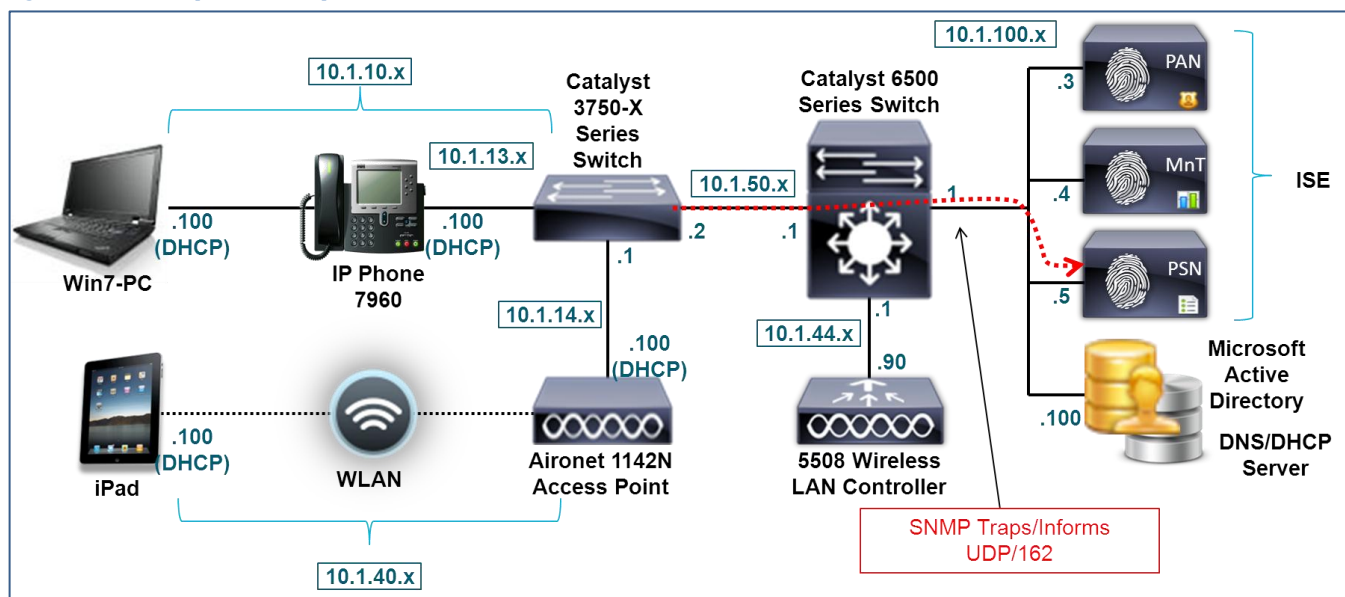 10.1.100.x
PAN
.3
10.1.10.x
Catalyst
3750-X
Series
Switch
Catalyst 6500
Series Switch
MnT
.4
ISE
10.1.13.x
10.1.50.x
.1
.100
(DHCP)
.100
(DHCP)
.2
.1
PSN
.5
Win7-PC
IP Phone
7960
.1
.1
10.1.14.x
10.1.44.x
.100
(DHCP)
.90
Microsoft
Active
Directory
.100
DNS/DHCP
Server
.100
(DHCP)
iPad
WLAN
Aironet 1142N
Access Point
5508 Wireless
LAN Controller
SNMP Traps/Informs
UDP/162
10.1.40.x